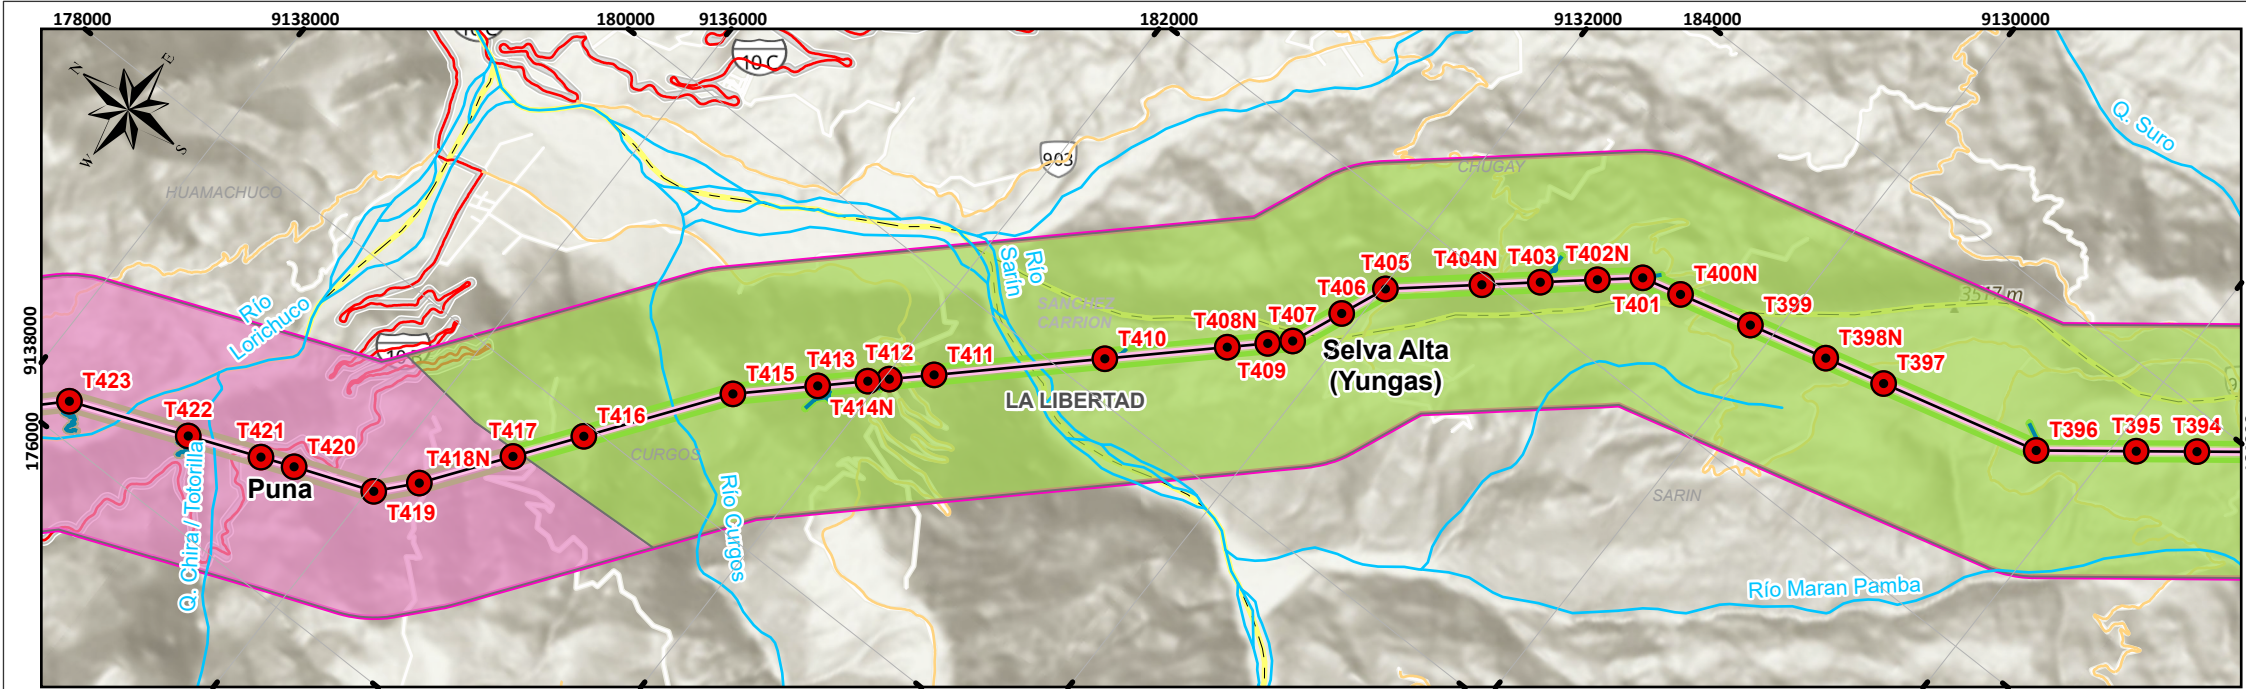 178000
9138000
180000
9136000
182000
9132000
184000
9130000
N
E
W
S
10 C
10 C
903
Q. Suro
HUAMACHUCO
CHUGAY
Río
Lorichuco
Río
Sarín
SANCHEZ
CARRION
3517 m
9138000
176000
T423
T422
T421
T420
T419
T418N
T417
T416
T415
T413
T414N
T412
T411
T410
T408N
T409
T407
T406
T405
T404N
T403
T402N
T401
T400N
T399
T398N
T397
T396
T395
T394
Puna
Selva Alta
(Yungas)
LA LIBERTAD
CURGOS
SARIN
Q. Chira / Totorilla
Río Curgos
Río Maran Pamba